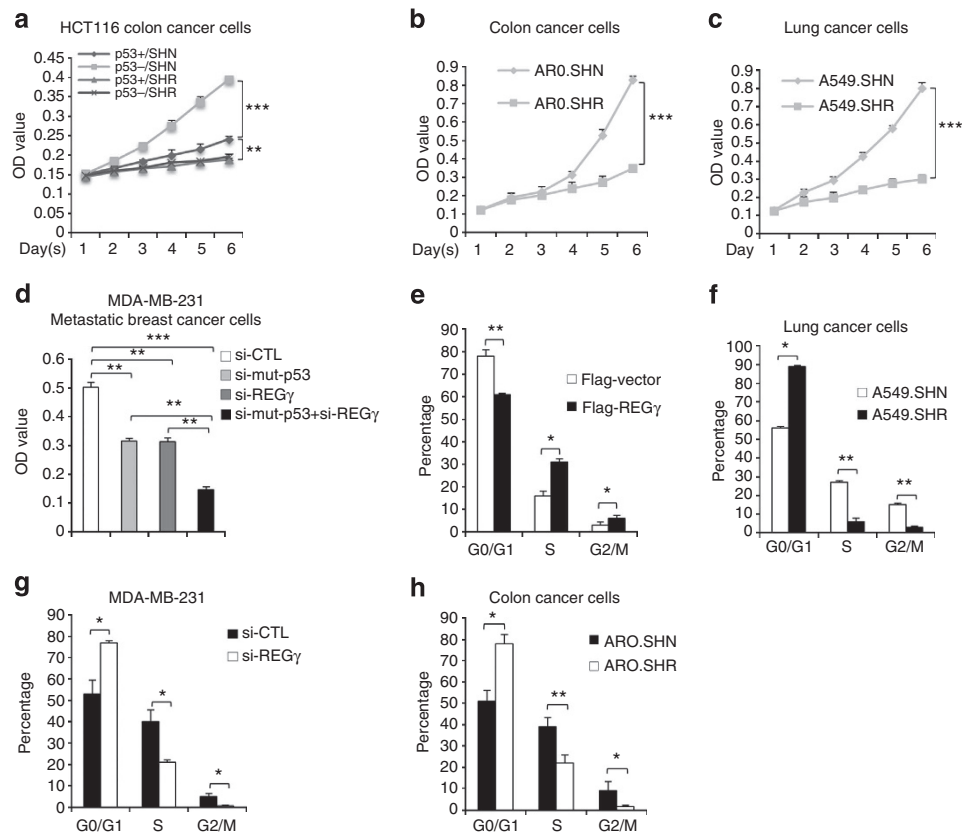 a
HCT116 colon cancer cells
p53+/SHN
p53–/SHN
p53+/SHR
p53–/SHR
OD value
0.45
0.4
0.35
0.3
0.25
0.2
0.15
0.1
0.05
***
**
Day(s) 1 2 3 4 5 6
b
Colon cancer cells
AR0.SHN
AR0.SHR
OD value
0.9
0.8
0.7
0.6
0.5
0.4
0.3
0.2
0.1
***
Day(s) 1 2 3 4 5 6
c
Lung cancer cells
A549.SHN
A549.SHR
OD value
0.9
0.8
0.7
0.6
0.5
0.4
0.3
0.2
0.1
0
***
Day 1 2 3 4 5 6
d
MDA-MB-231
Metastatic breast cancer cells
si-CTL
si-mut-p53
si-REGγ
si-mut-p53+si-REGγ
OD value
0.6
0.5
0.4
0.3
0.2
0.1
0
***
**
**
**
**
e
Flag-vector
Flag-REGγ
Percentage
90
80
70
60
50
40
30
20
10
0
**
*
*
G0/G1 S G2/M
f
Lung cancer cells
A549.SHN
A549.SHR
Percentage
100
90
80
70
60
50
40
30
20
10
0
*
**
**
G0/G1 S G2/M
g
MDA-MB-231
si-CTL
si-REGγ
Percentage
90
80
70
60
50
40
30
20
10
0
*
*
*
G0/G1 S G2/M
h
Colon cancer cells
ARO.SHN
ARO.SHR
Percentage
90
80
70
60
50
40
30
20
10
0
*
**
*
G0/G1 S G2/M